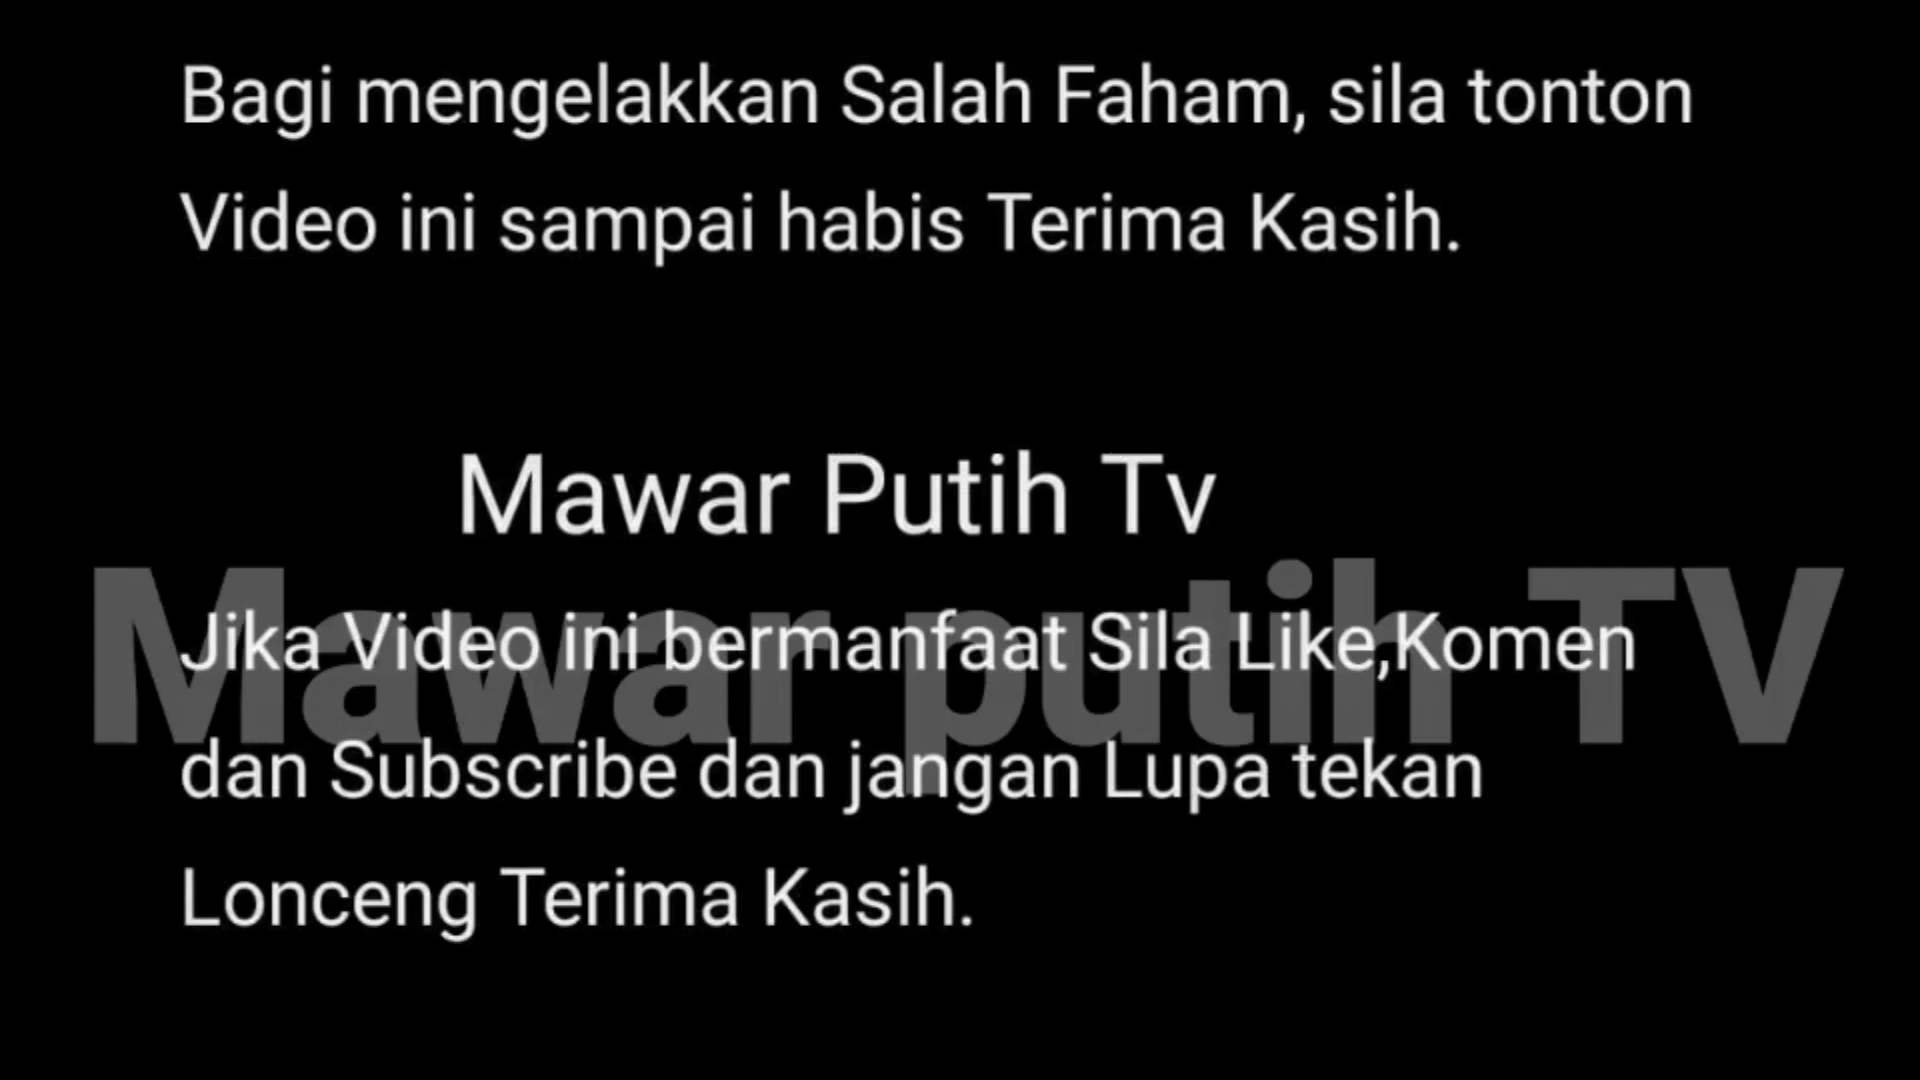 Bagi mengelakkan Salah Faham, sila tonton
Video ini sampai habis Terima Kasih.
Mawar Putih Tv
Mawar putih TV
Jika Video ini bermanfaat Sila Like,Komen
dan Subscribe dan jangan Lupa tekan
Lonceng Terima Kasih.